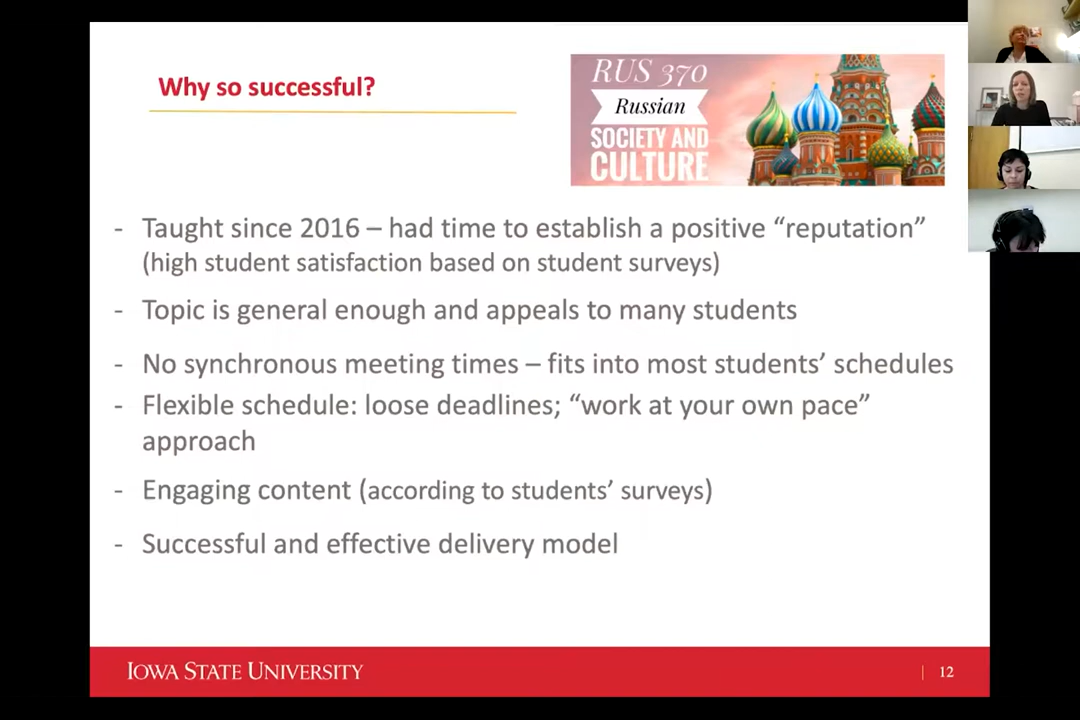 Why so successful?
RUS 370
Russian
SOCIETY AND
CULTURE
- Taught since 2016 – had time to establish a positive “reputation”
(high student satisfaction based on student surveys)
- Topic is general enough and appeals to many students
- No synchronous meeting times – fits into most students’ schedules
- Flexible schedule: loose deadlines; “work at your own pace”
approach
- Engaging content (according to students’ surveys)
- Successful and effective delivery model
IOWA STATE UNIVERSITY
| 12